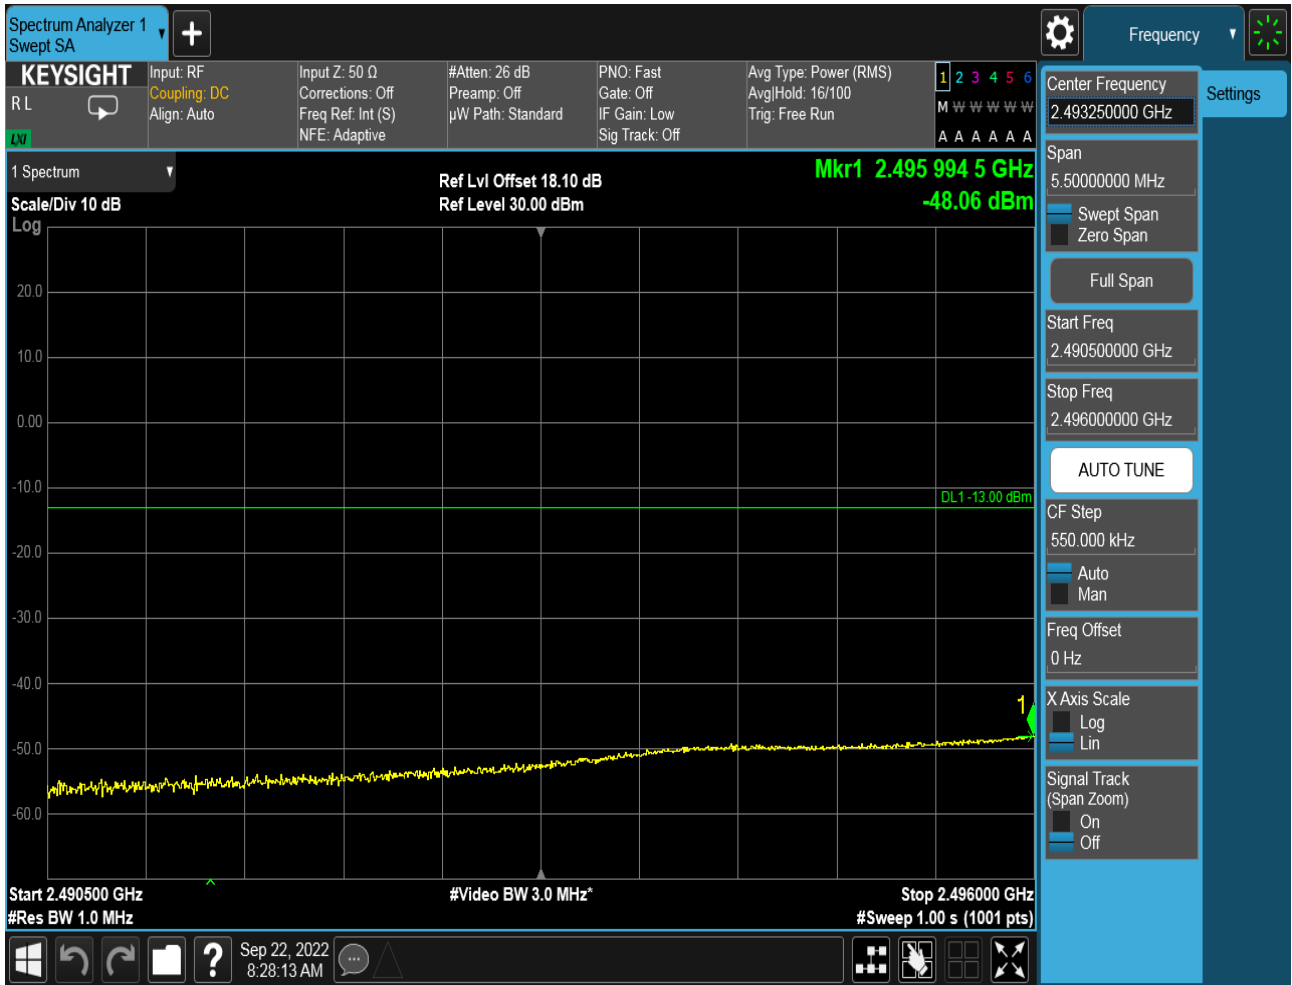 Spectrum Analyzer 1
Swept SA
Frequency
KEYSIGHT
R L
LXI
Input: RF
Coupling: DC
Align: Auto
Input Z: 50 Ω
Corrections: Off
Freq Ref: Int (S)
NFE: Adaptive
#Atten: 26 dB
Preamp: Off
µW Path: Standard
PNO: Fast
Gate: Off
IF Gain: Low
Sig Track: Off
Avg Type: Power (RMS)
Avg|Hold: 16/100
Trig: Free Run
1 2 3 4 5 6
M W W W W W
A A A A A A
1 Spectrum
Scale/Div 10 dB
Log
Ref Lvl Offset 18.10 dB
Ref Level 30.00 dBm
Mkr1 2.495 994 5 GHz
-48.06 dBm
20.0
10.0
0.00
-10.0
DL1 -13.00 dBm
-20.0
-30.0
-40.0
1
-50.0
-60.0
Start 2.490500 GHz
#Video BW 3.0 MHz*
Stop 2.496000 GHz
#Res BW 1.0 MHz
#Sweep 1.00 s (1001 pts)
?
Sep 22, 2022
8:28:13 AM
Center Frequency
2.493250000 GHz
Settings
Span
5.50000000 MHz
Swept Span
Zero Span
Full Span
Start Freq
2.490500000 GHz
Stop Freq
2.496000000 GHz
AUTO TUNE
CF Step
550.000 kHz
Auto
Man
Freq Offset
0 Hz
X Axis Scale
Log
Lin
Signal Track
(Span Zoom)
On
Off